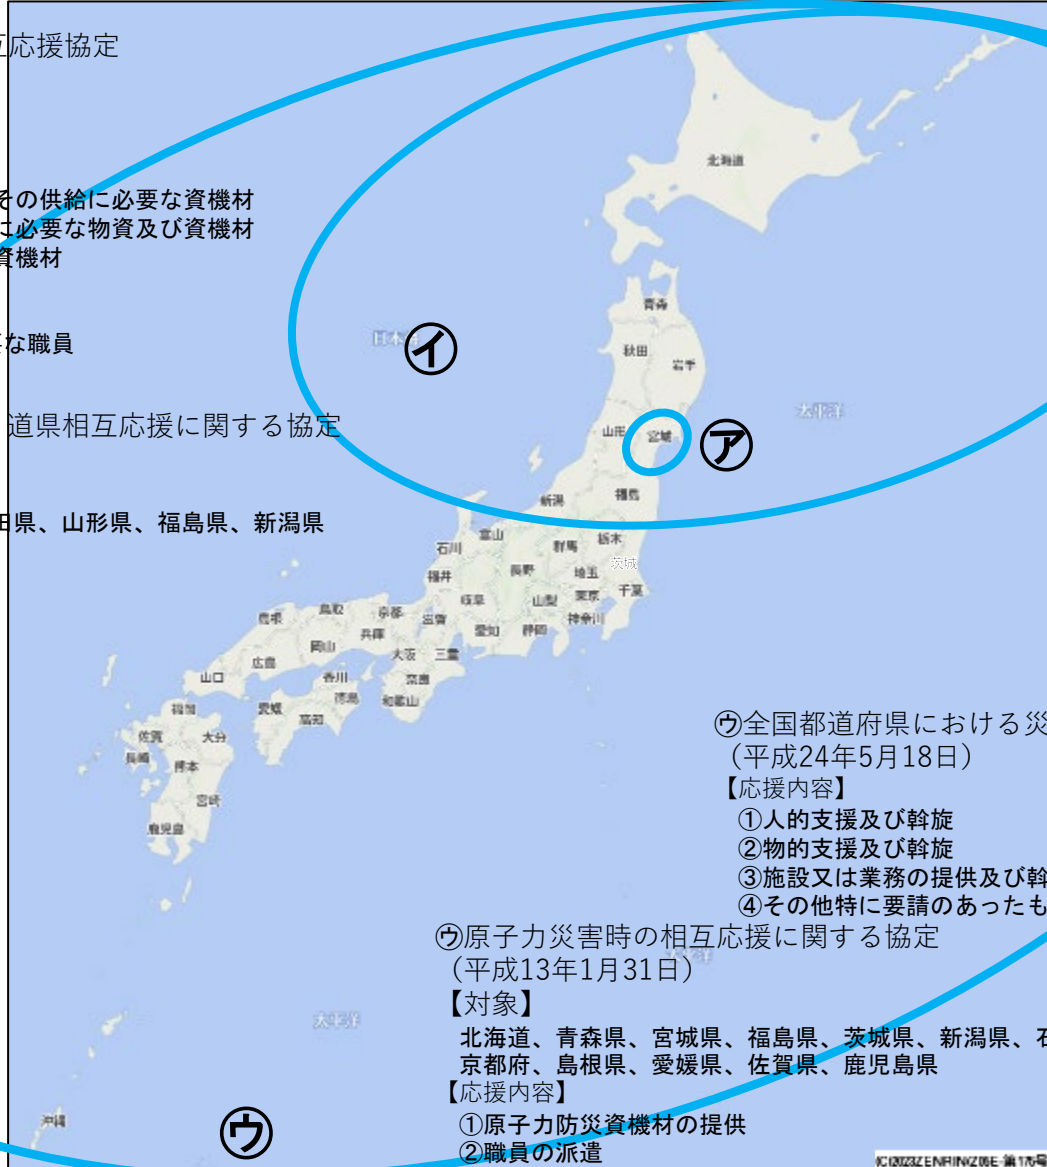 互応援協定
その供給に必要な資機材
に必要な物資及び資機材
資機材
な職員
道県相互応援に関する協定
田県、山形県、福島県、新潟県
北海道
青森
日本海
㋑
秋田
岩手
太平洋
山形
宮城
㋐
新潟
福島
石川
富山
群馬
栃木
茨城
福井
長野
埼玉
岐阜
山梨
東京
千葉
島根
鳥取
京都
滋賀
愛知
静岡
神奈川
兵庫
岡山
大阪
三重
広島
山口
香川
奈良
徳島
和歌山
福岡
愛媛
高知
佐賀
大分
長崎
熊本
宮崎
鹿児島
㋒全国都道府県における災
(平成24年5月18日)
【応援内容】
①人的支援及び斡旋
②物的支援及び斡旋
③施設又は業務の提供及び斡
④その他特に要請のあったも
㋒原子力災害時の相互応援に関する協定
(平成13年1月31日)
【対象】
北海道、青森県、宮城県、福島県、茨城県、新潟県、石
京都府、島根県、愛媛県、佐賀県、鹿児島県
【応援内容】
①原子力防災資機材の提供
②職員の派遣
太平洋
沖縄
㋒
(C)2023ZENRIN(Z05E-第175号